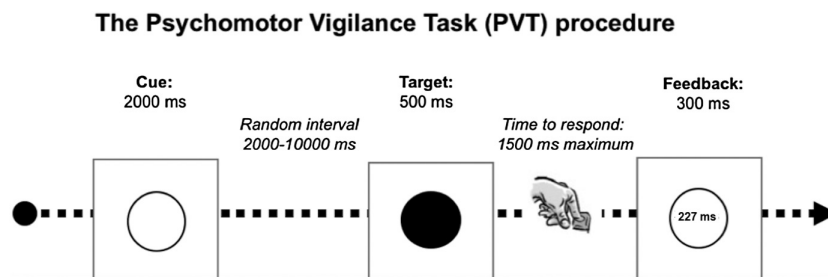 The Psychomotor Vigilance Task (PVT) procedure
Cue:
2000 ms
Random interval
2000-10000 ms
Target:
500 ms
Time to respond:
1500 ms maximum
Feedback:
300 ms
227 ms